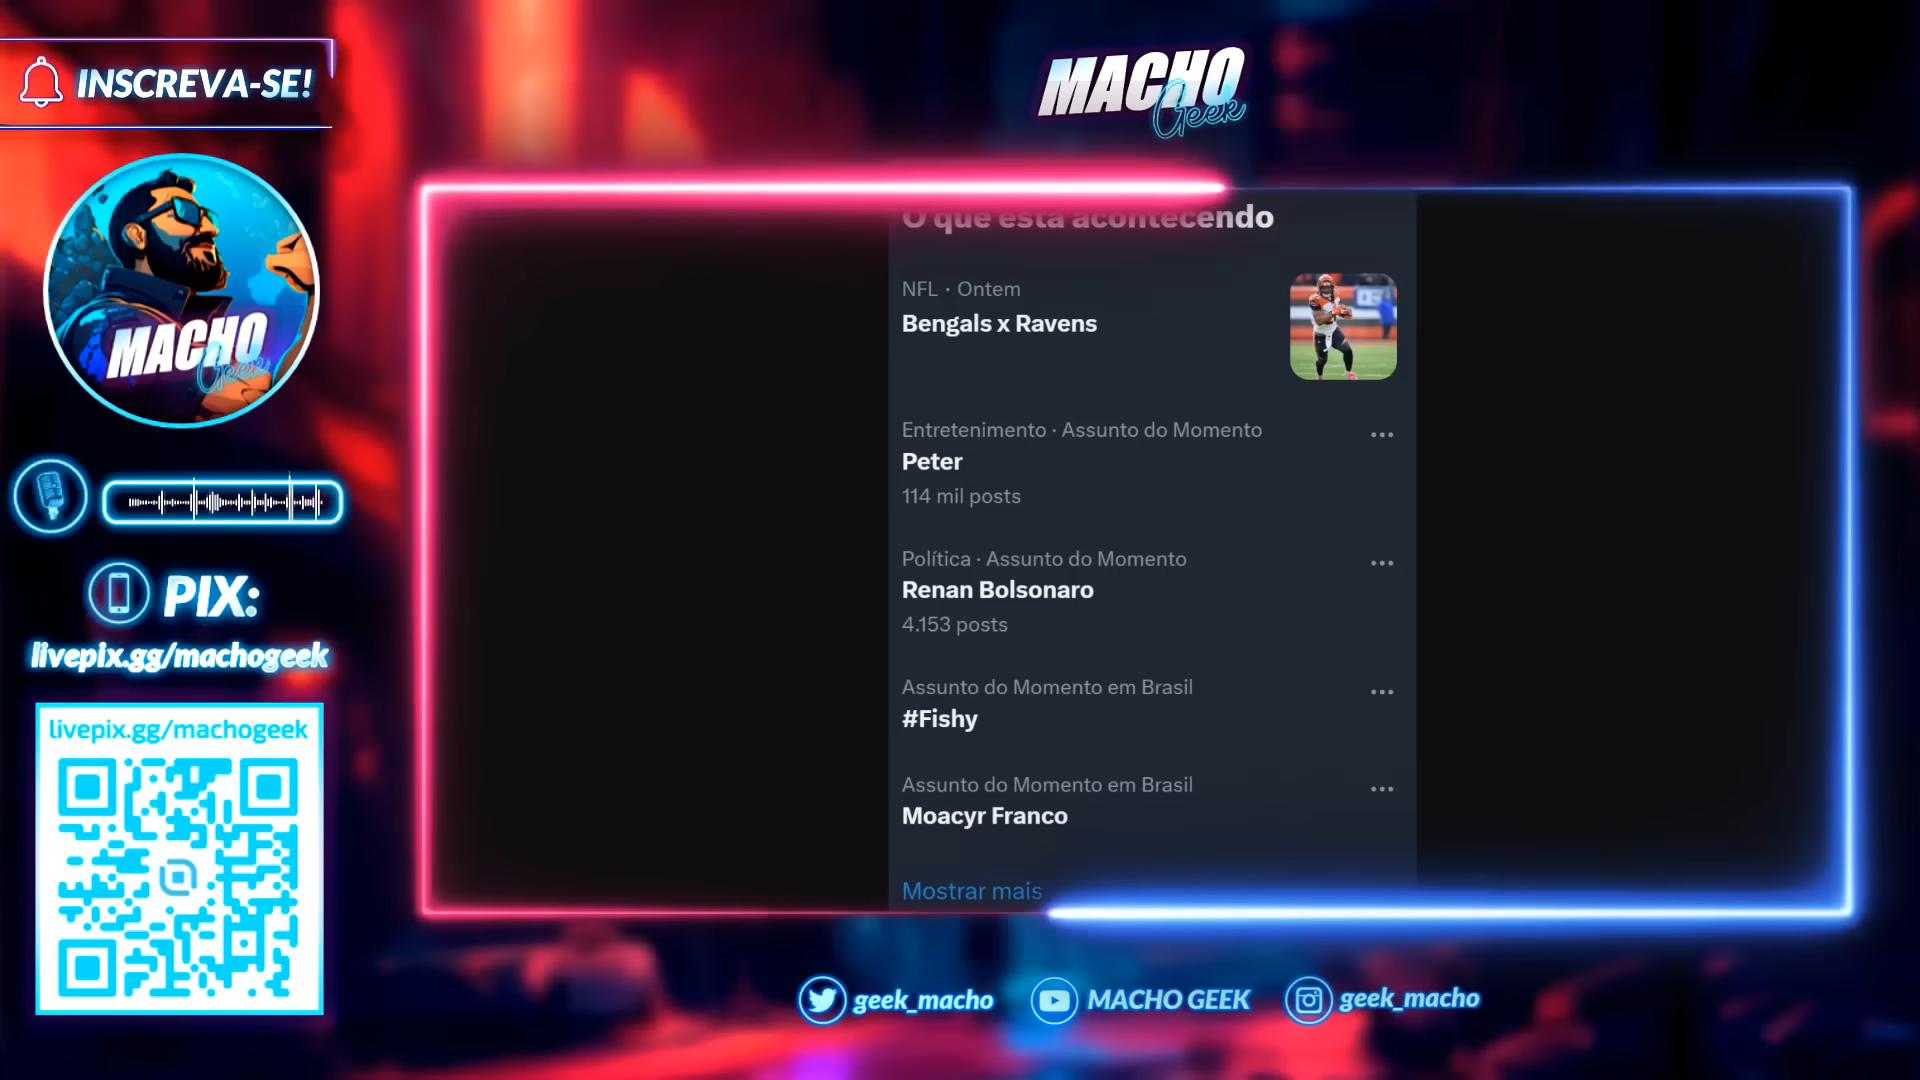 INSCREVA-SE!
MACHO
Geek
MACHO
Geek
PIX:
livepix.gg/machogeek
livepix.gg/machogeek
O que está acontecendo
NFL · Ontem
Bengals x Ravens
Entretenimento · Assunto do Momento
Peter
114 mil posts
Política · Assunto do Momento
Renan Bolsonaro
4.153 posts
Assunto do Momento em Brasil
#Fishy
Assunto do Momento em Brasil
Moacyr Franco
Mostrar mais
geek_macho
MACHO GEEK
geek_macho